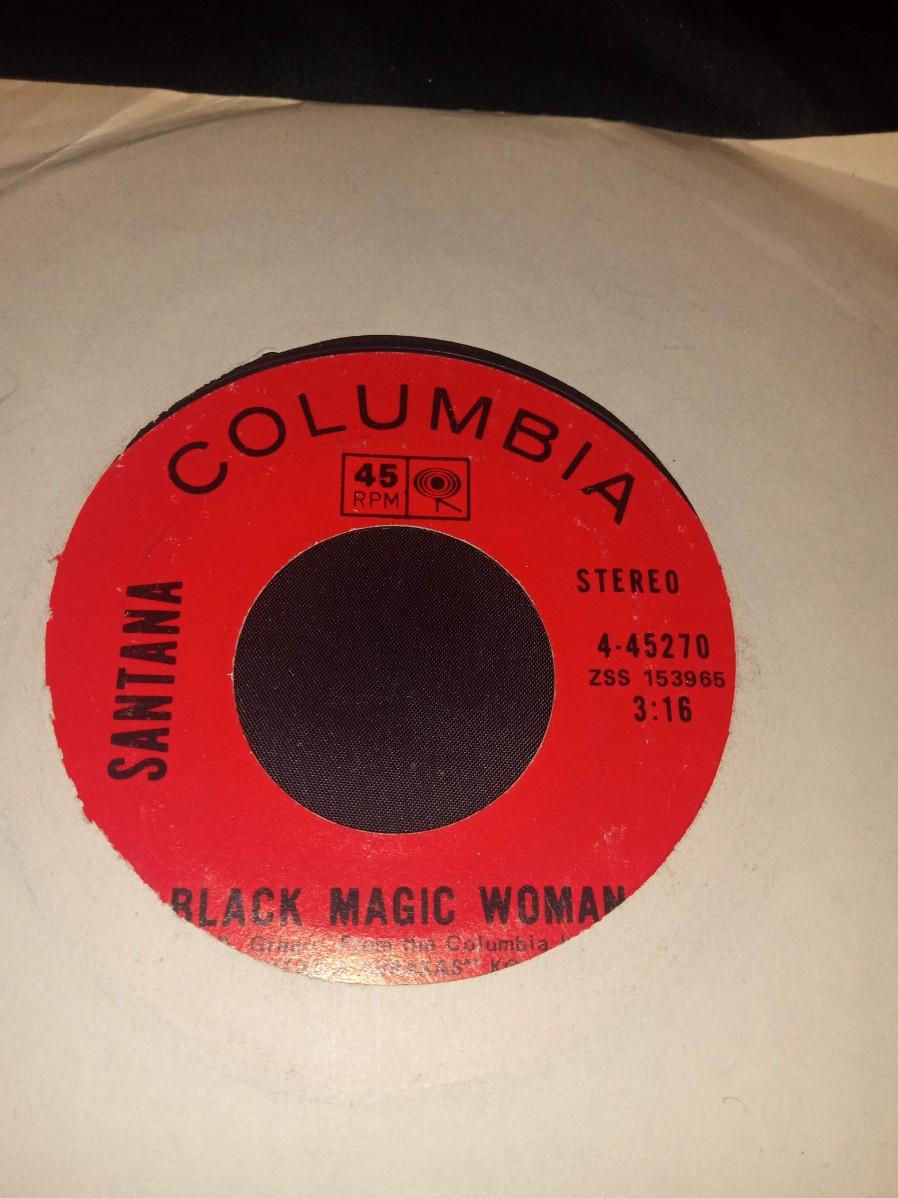 COLUMBIA
45
RPM
SANTANA
STEREO
4-45270
ZSS 153965
3:16
BLACK MAGIC WOMAN
from the Columbia